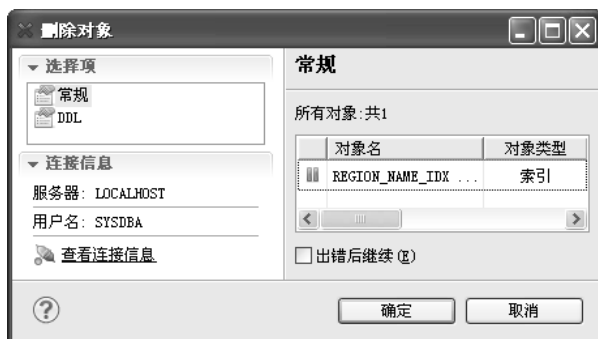 删除对象
选择项
常规
DDL
连接信息
服务器: LOCALHOST
用户名: SYSDBA
查看连接信息
常规
所有对象:共1
对象名 对象类型
REGION_NAME_IDX ... 索引
出错后继续(E)
确定 取消